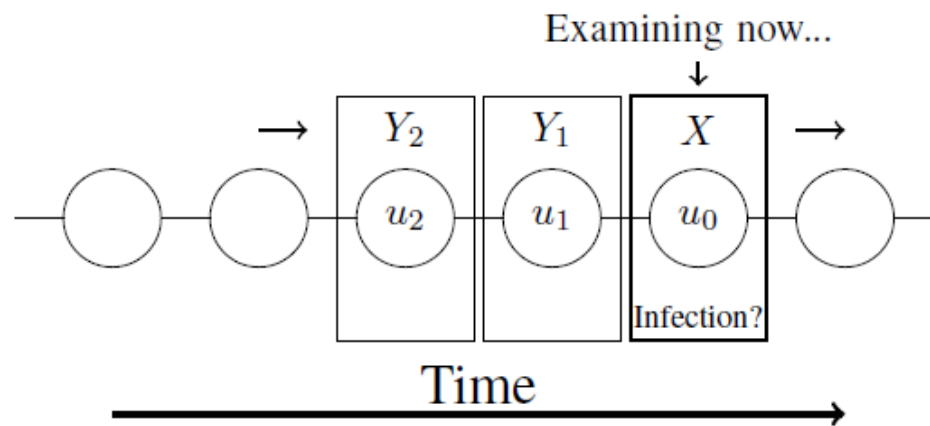 Examining now...
Y₂ Y₁ X
u₂ u₁ u₀
Infection?
Time